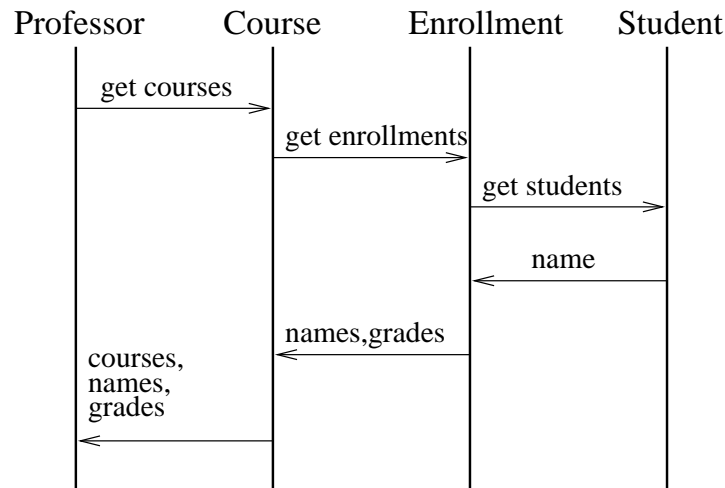 Professor Course Enrollment Student
get courses
get enrollments
get students
name
names,grades
courses,
names,
grades